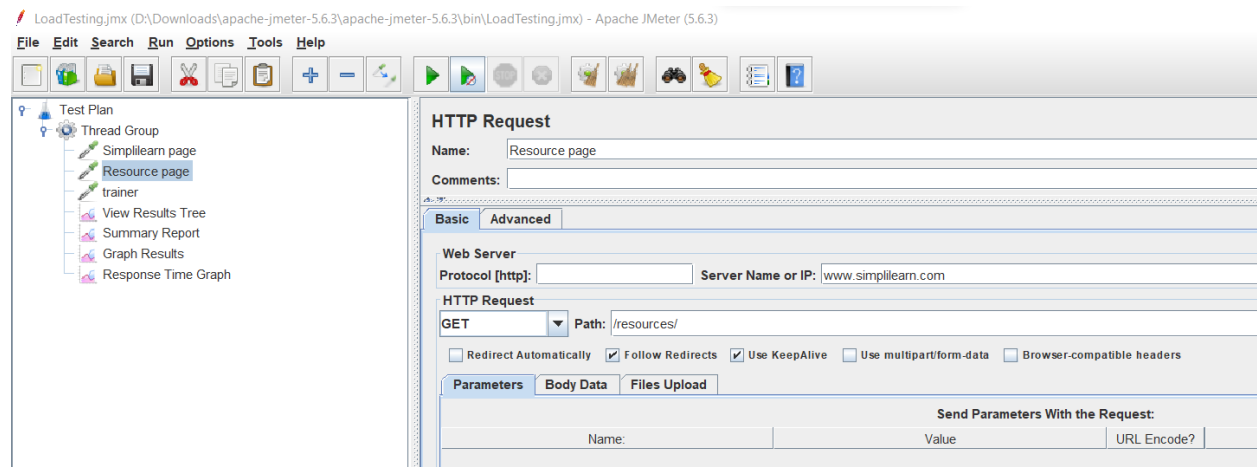 LoadTesting.jmx (D:\Downloads\apache-jmeter-5.6.3\apache-jmeter-5.6.3\bin\LoadTesting.jmx) - Apache JMeter (5.6.3)
File Edit Search Run Options Tools Help
STOP
Test Plan
Thread Group
Simplilearn page
Resource page
trainer
View Results Tree
Summary Report
Graph Results
Response Time Graph
HTTP Request
Name: Resource page
Comments:
Basic Advanced
Web Server
Protocol [http]: Server Name or IP: www.simplilearn.com
HTTP Request
GET Path: /resources/
Redirect Automatically Follow Redirects Use KeepAlive Use multipart/form-data Browser-compatible headers
Parameters Body Data Files Upload
Send Parameters With the Request:
Name: Value URL Encode?